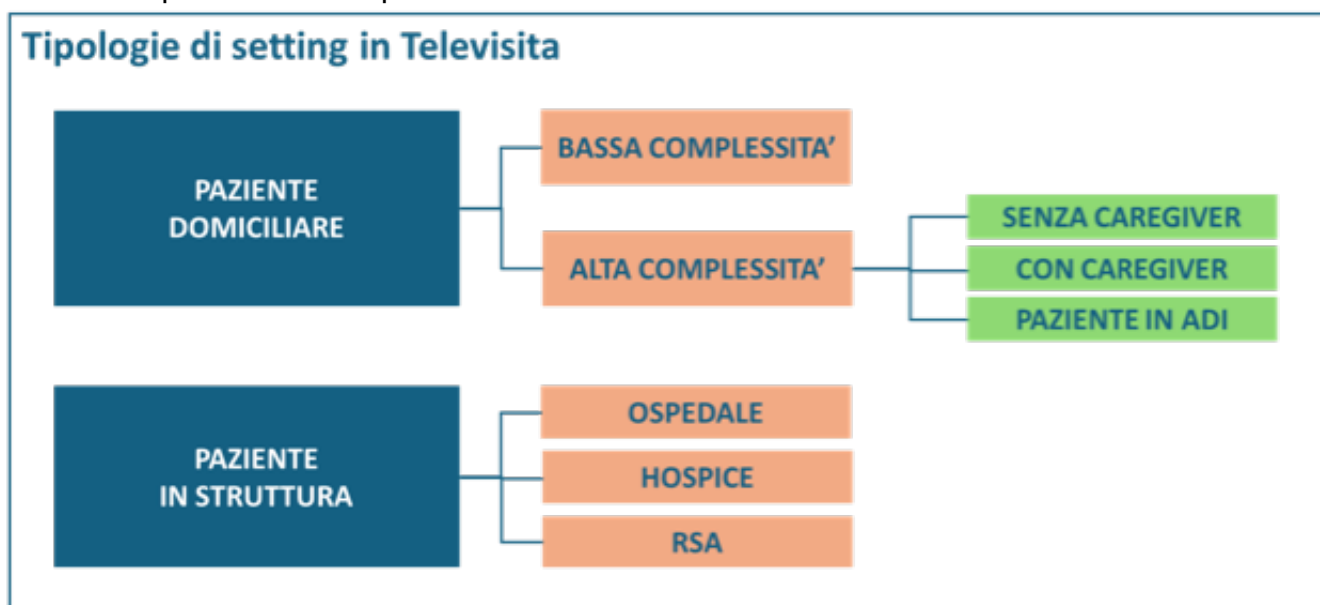 Tipologie di setting in Televisita
PAZIENTE
DOMICILIARE
BASSA COMPLESSITA’
ALTA COMPLESSITA’
SENZA CAREGIVER
CON CAREGIVER
PAZIENTE IN ADI
PAZIENTE
IN STRUTTURA
OSPEDALE
HOSPICE
RSA